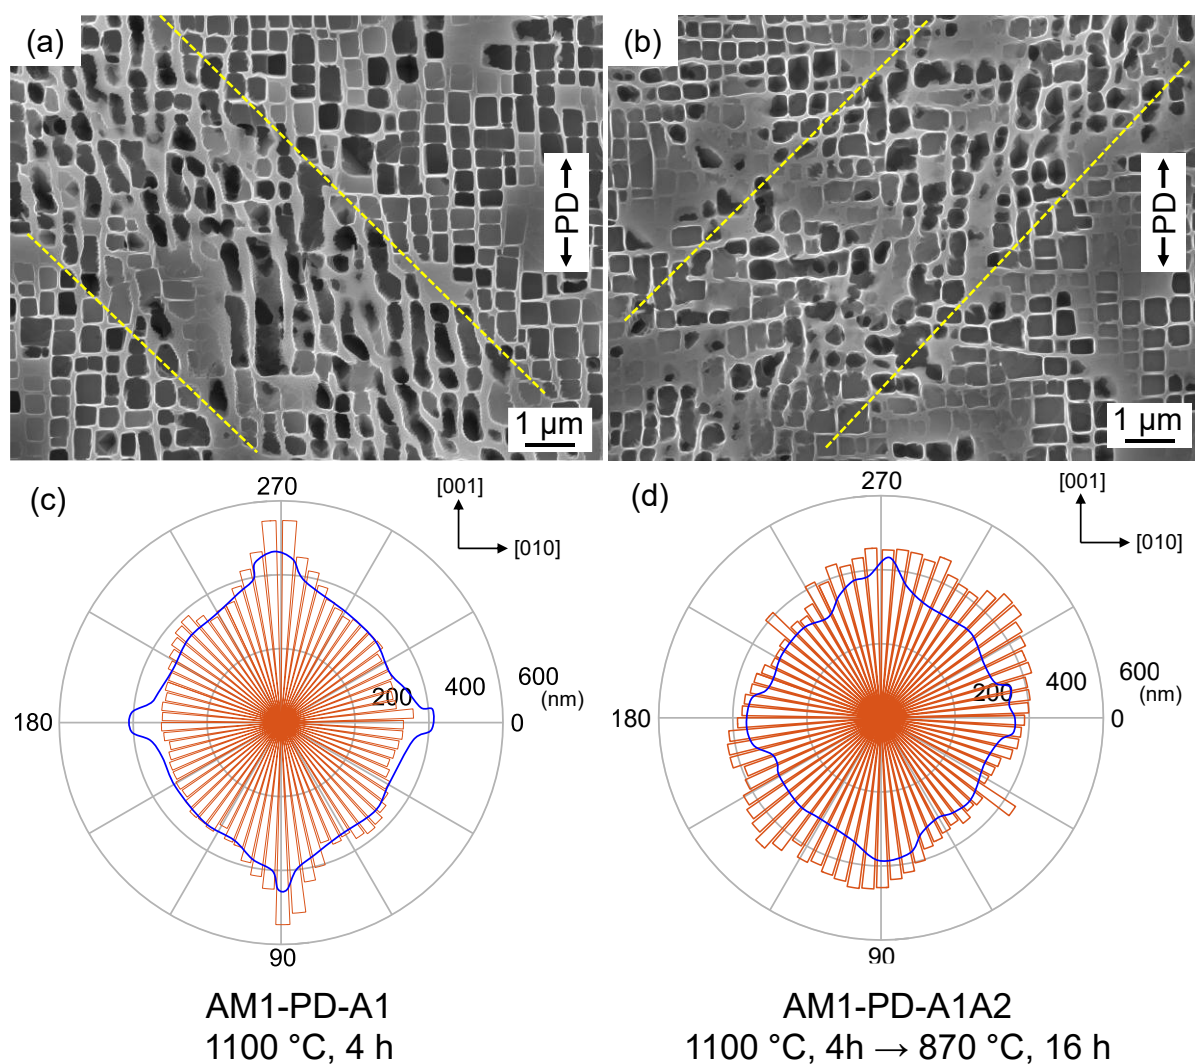 (a)
(b)
PD
PD
1 µm
1 µm
(c)
270
[001]
[010]
180
200
400
600
(nm)
0
90
(d)
270
[001]
[010]
180
200
400
600
(nm)
0
90
AM1-PD-A1
1100 °C, 4 h
AM1-PD-A1A2
1100 °C, 4h → 870 °C, 16 h